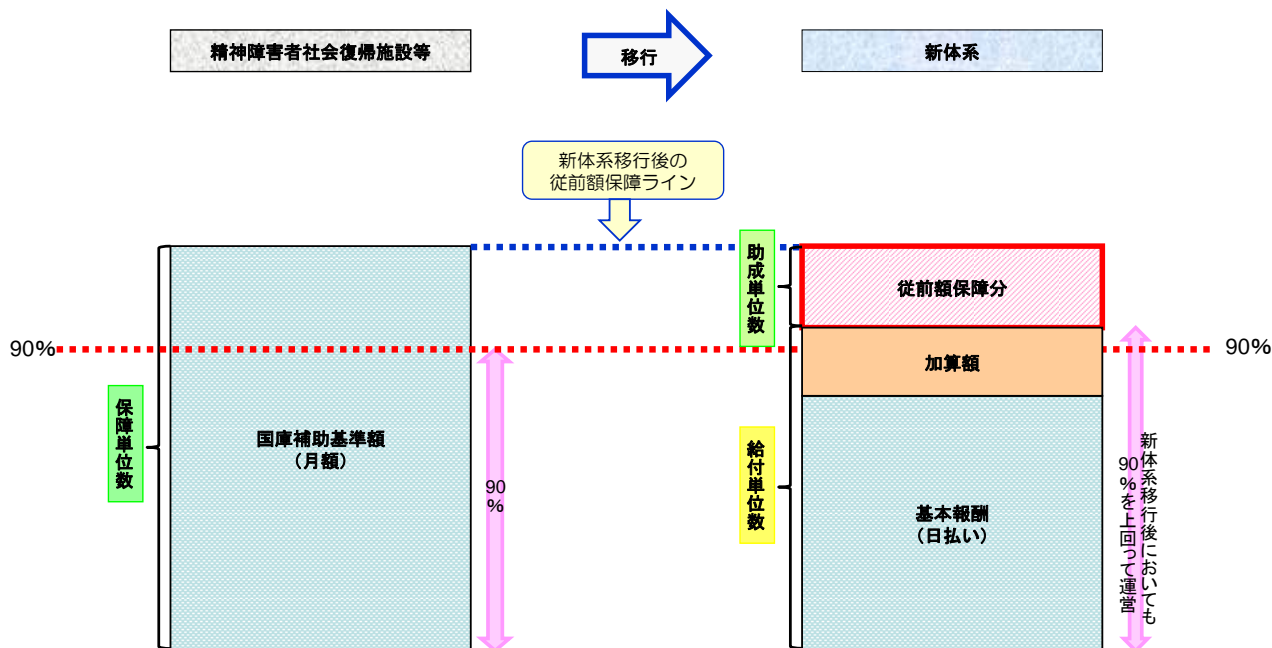 精神障害者社会復帰施設等
移行
新体系
新体系移行後の
従前額保障ライン
助成単位数
従前額保障分
90%
90%
加算額
保障単位数
国庫補助基準額
（月額）
90%
給付単位数
基本報酬
（日払い）
新体系移行後においても
90%を上回って運営